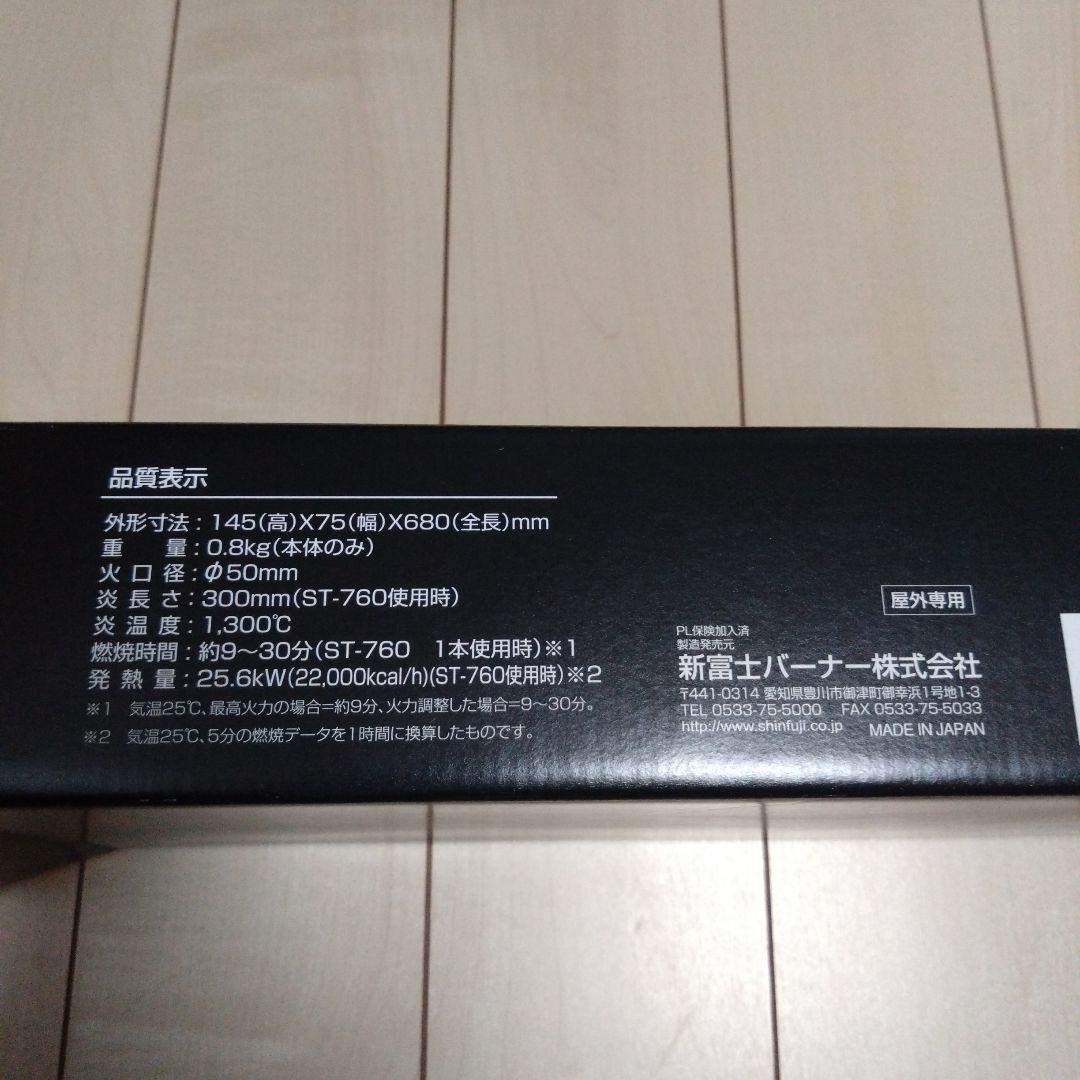 品質表示
外形寸法：145（高）X75（幅）X680（全長）mm
重　　量：0.8kg（本体のみ）
火 口 径：φ50mm
炎 長 さ：300mm（ST-760使用時）
炎 温 度：1,300℃
燃焼時間：約9〜30分（ST-760　1本使用時）※1
発 熱 量：25.6kW（22,000kcal/h）（ST-760使用時）※2
※1　気温25℃、最高火力の場合＝約9分、火力調整した場合＝9〜30分。
※2　気温25℃、5分の燃焼データを1時間に換算したものです。
屋外専用
PL保険加入済
製造発売元
新富士バーナー株式会社
〒441-0314 愛知県豊川市御津町御幸浜1号地1-3
TEL 0533-75-5000　FAX 0533-75-5033
http://www.shinfuji.co.jp　MADE IN JAPAN